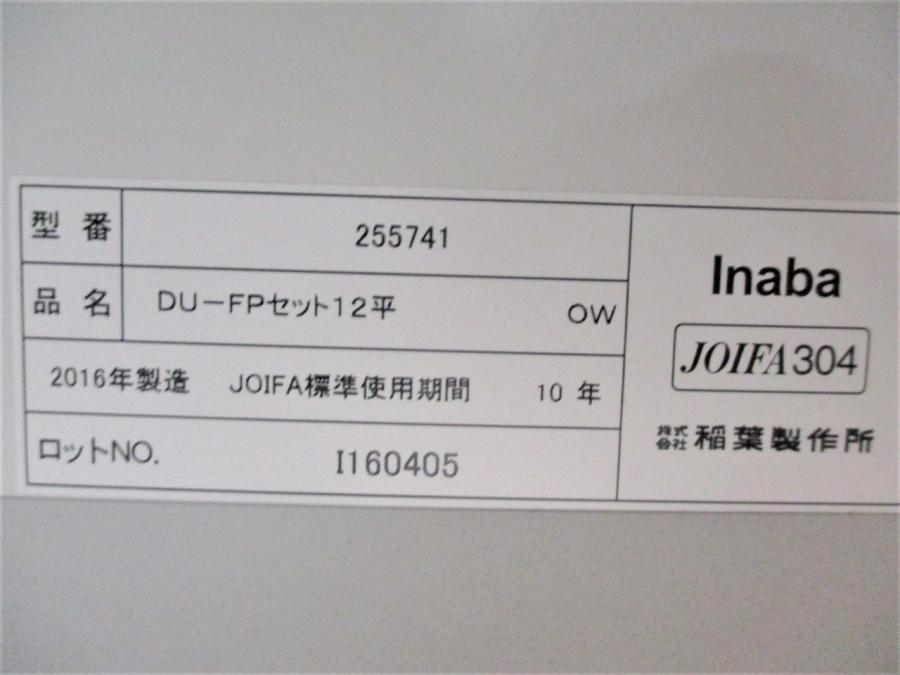 型番 255741
品名 DU－FPセット12平 OW
2016年製造 JOIFA標準使用期間 10 年
ロットNO. I160405
Inaba
JOIFA304
株式会社 稲葉製作所